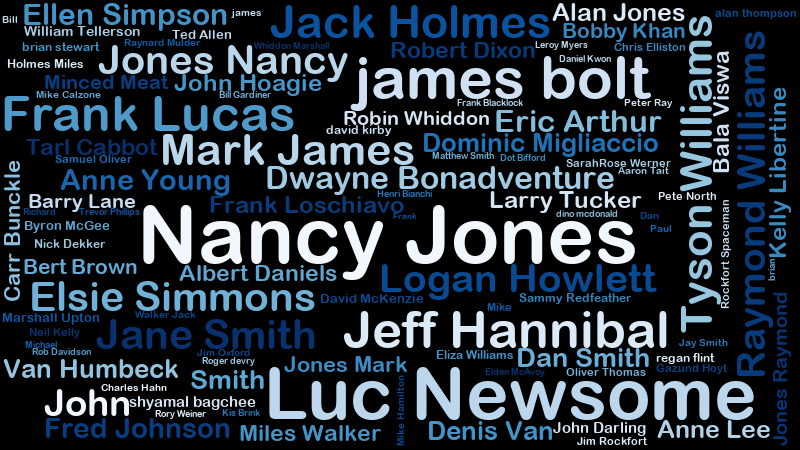 Bill
Ellen Simpson
james
Jack Holmes
Alan Jones
alan thompson
William Tellerson
Ted Allen
Bobby Khan
brian stewart
Raynard Mulder
Whiddon Marshall
Robert Dixon
Leroy Myers
Chris Elliston
Holmes Miles
Jones Nancy
james bolt
Daniel Kwon
Minced Meat
John Hoagie
Mike Calzone
Bill Gardiner
Frank Blacklock
Peter Ray
Frank Lucas
Robin Whiddon
Eric Arthur
david kirby
Tyson Williams
Bala Viswa
Raymond Williams
Kelly Libertine
Tarl Cabbot
Mark James
Dominic Migliaccio
Samuel Oliver
Matthew Smith
Dot Bifford
SarahRose Werner
Aaron Tait
Anne Young
Dwayne Bonadventure
Carr Bunckle
Barry Lane
Henri Bianchi
Larry Tucker
Pete North
Richard
Trevor Phillips
Frank Loschiavo
Frank
dino mcdonald
Dan
Rockfort Spaceman
Byron McGee
Nancy Jones
Paul
Nick Dekker
Bert Brown
Albert Daniels
Logan Howlett
brian
Elsie Simmons
David McKenzie
Sammy Redfeather
Mike
Marshall Upton
Walker Jack
Neil Kelly
Jane Smith
Jeff Hannibal
Jones Raymond
Michael
Rob Davidson
Jim Oxford
Roger devry
Eliza Williams
Dan Smith
Jay Smith
regan flint
Van Humbeck
Smith
Jones Mark
Elden McAvoy
Oliver Thomas
Gazund Hoyt
Charles Hahn
John
shyamal bagchee
Luc Newsome
Mike Hamilton
Rory Weiner
Kis Brink
Fred Johnson
Miles Walker
Denis Van
John Darling
Anne Lee
Jim Rockfort